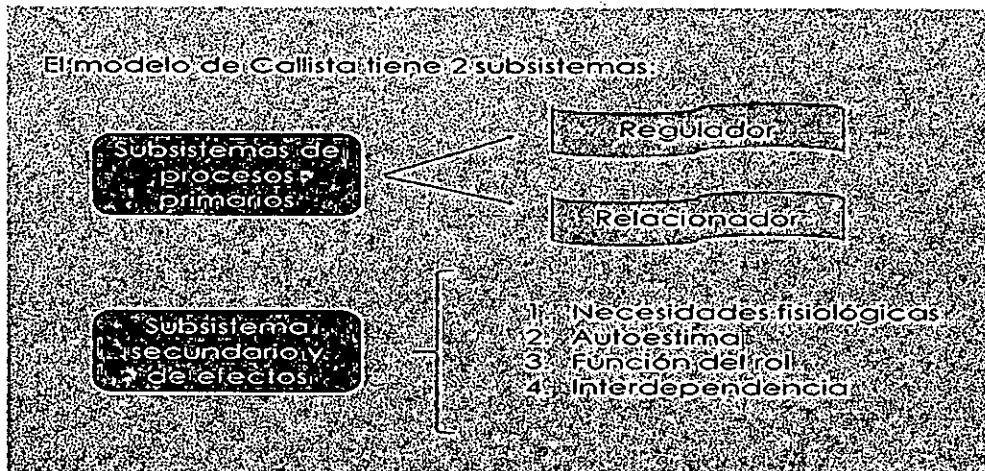 El modelo de Callista tiene 2 subsistemas:
Subsistemas de
procesos
primarios
Regulador
Relacionador
Subsistema
secundario y
de efectos
1. Necesidades fisiológicas
2. Autoestima
3. Función del rol
4. Interdependencia